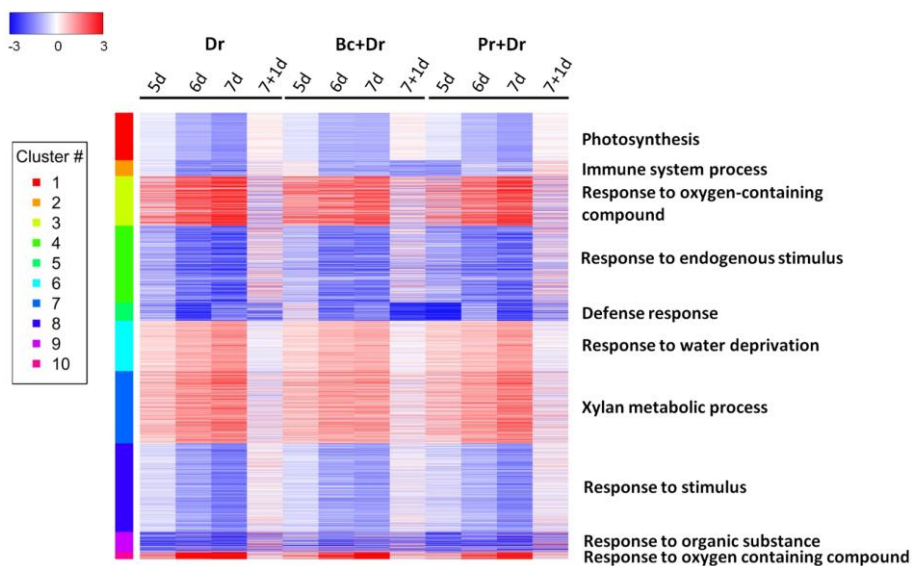 -3 0 3
Dr Bc+Dr Pr+Dr
5d 6d 7d 7+1d 5d 6d 7d 7+1d 5d 6d 7d 7+1d
Cluster #
1
2
3
4
5
6
7
8
9
10
Photosynthesis
Immune system process
Response to oxygen-containing
compound
Response to endogenous stimulus
Defense response
Response to water deprivation
Xylan metabolic process
Response to stimulus
Response to organic substance
Response to oxygen containing compound